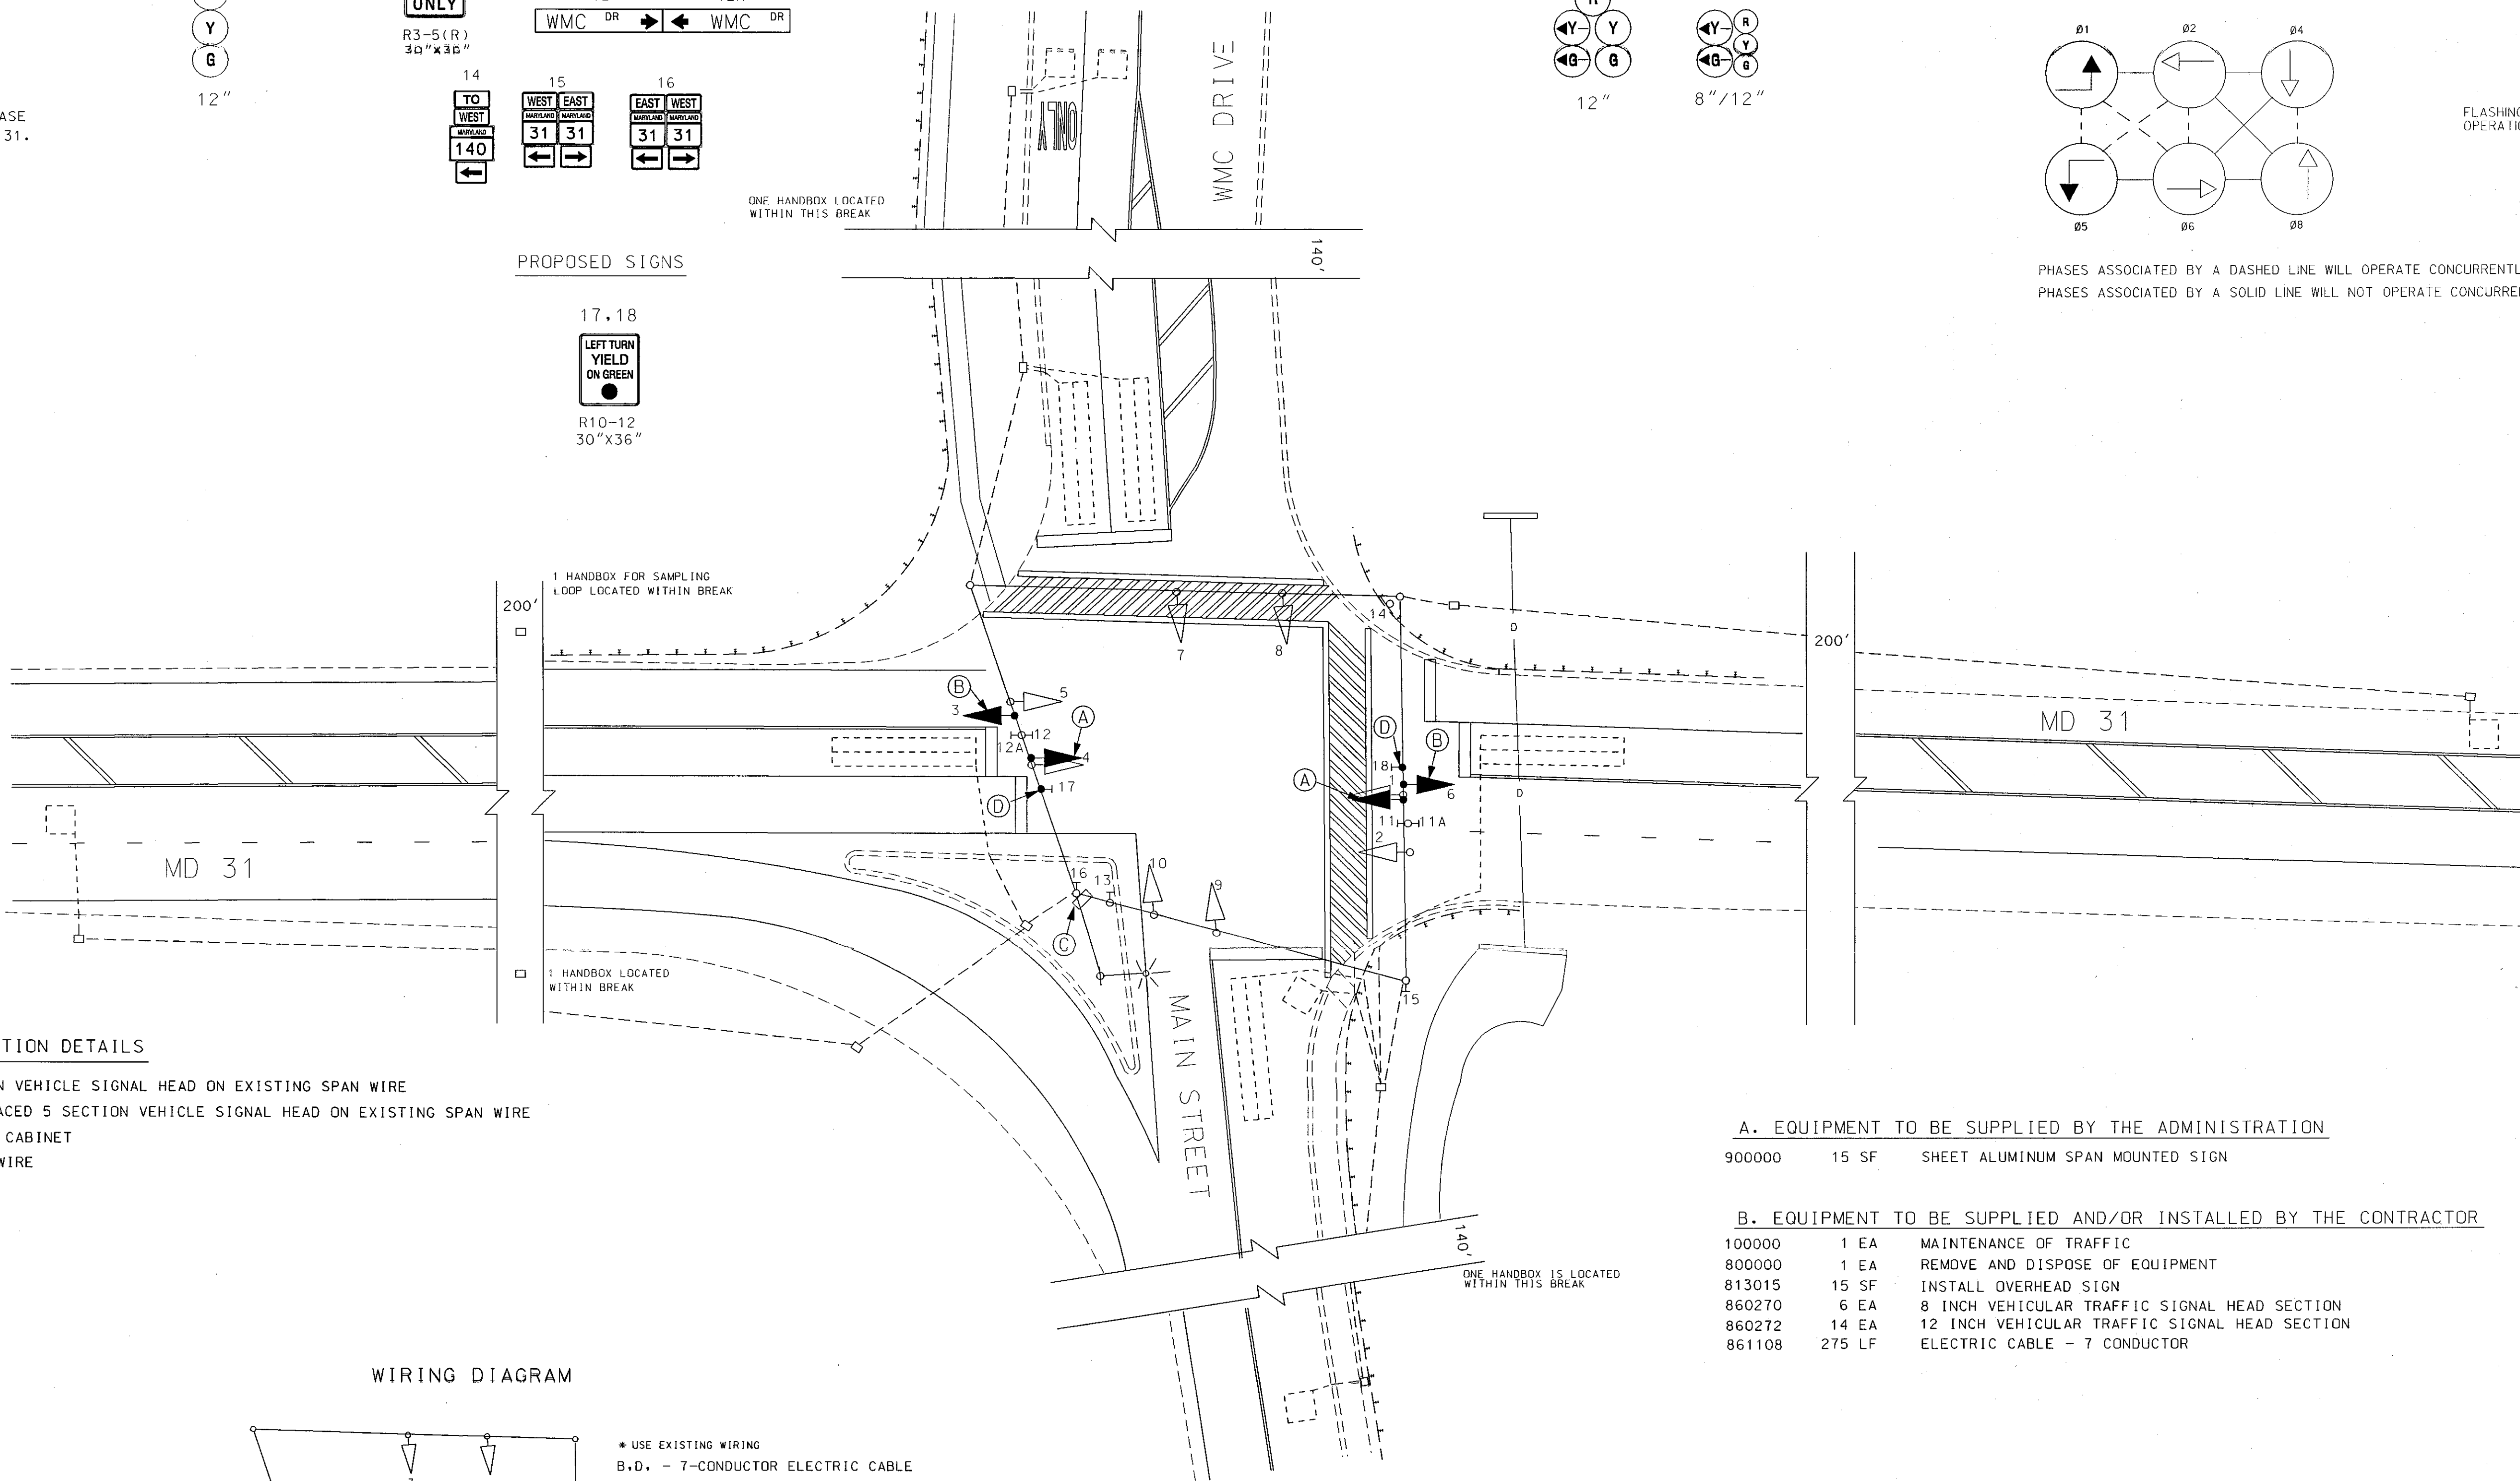 Y
G
12"
ONLY
R3-5(R)
30"X30"
WMC DR
WMC DR
14
TO
WEST
MARYLAND
140
15
WEST EAST
MARYLAND MARYLAND
31 31
16
EAST WEST
MARYLAND MARYLAND
31 31
31.
PROPOSED SIGNS
17,18
LEFT TURN
YIELD
ON GREEN
R10-12
30"X36"
ONE HANDBOX LOCATED
WITHIN THIS BREAK
ONLY
WMC DRIVE
140'
R
Y Y
G G
12"
Y R
Y
G G
8"/12"
Ø1 Ø2 Ø4
Ø5 Ø6 Ø8
FLASHING
PHASES ASSOCIATED BY A DASHED LINE WILL OPERATE CONCURRENTL
PHASES ASSOCIATED BY A SOLID LINE WILL NOT OPERATE CONCURRE
1 HANDBOX FOR SAMPLING
LOOP LOCATED WITHIN BREAK
200'
14
7
8
D
200'
B
5
3
A
12
12A
4
17
D
MD 31
D
B
18
1
A
6
D
11
11A
2
MD 31
16
13
10
9
C
15
1 HANDBOX LOCATED
WITHIN BREAK
MAIN STREET
140'
ONE HANDBOX IS LOCATED
WITHIN THIS BREAK
TION DETAILS
N VEHICLE SIGNAL HEAD ON EXISTING SPAN WIRE
ACED 5 SECTION VEHICLE SIGNAL HEAD ON EXISTING SPAN WIRE
CABINET
WIRE
A. EQUIPMENT TO BE SUPPLIED BY THE ADMINISTRATION
900000 15 SF SHEET ALUMINUM SPAN MOUNTED SIGN
B. EQUIPMENT TO BE SUPPLIED AND/OR INSTALLED BY THE CONTRACTOR
100000 1 EA MAINTENANCE OF TRAFFIC
800000 1 EA REMOVE AND DISPOSE OF EQUIPMENT
813015 15 SF INSTALL OVERHEAD SIGN
860270 6 EA 8 INCH VEHICULAR TRAFFIC SIGNAL HEAD SECTION
860272 14 EA 12 INCH VEHICULAR TRAFFIC SIGNAL HEAD SECTION
861108 275 LF ELECTRIC CABLE - 7 CONDUCTOR
WIRING DIAGRAM
* USE EXISTING WIRING
B.D. - 7-CONDUCTOR ELECTRIC CABLE